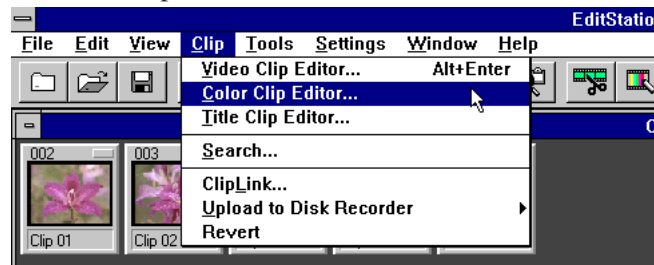 EditStatio
File Edit View Clip Tools Settings Window Help
Video Clip Editor... Alt+Enter
Color Clip Editor...
Title Clip Editor...
Search...
ClipLink...
Upload to Disk Recorder
Revert
002 003
Clip 01 Clip 02